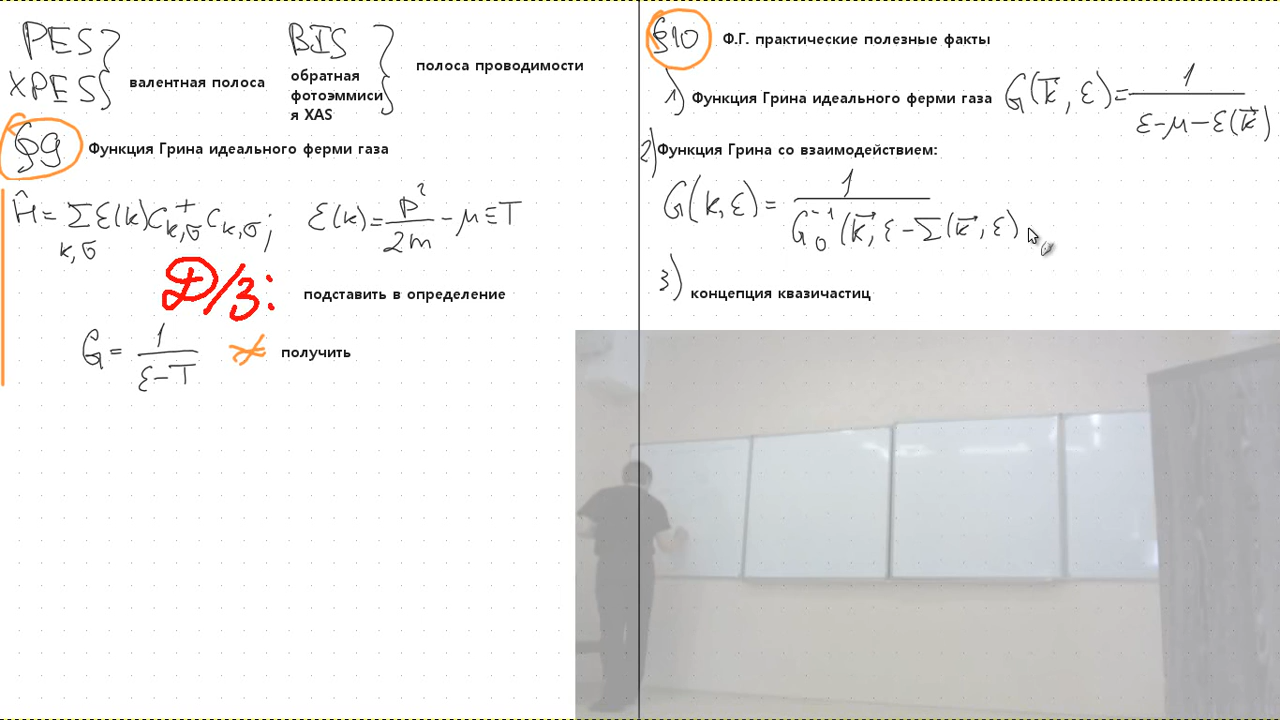 PES
XPES
валентная полоса
BIS
обратная
фотоэммиси
я XAS
полоса проводимости
§9
Функция Грина идеального ферми газа
Ĥ = Σ ε(k) C⁺k,σ Ck,σ ;
k,σ
ε(k) = p²/2m - μ ≡ T
Д/З:
подставить в определение
G = 1/(ε-T)
получить
§10
Ф.Г. практические полезные факты
1) Функция Грина идеального ферми газа
G(k⃗, ε) = 1/(ε-μ-ε(k⃗))
2) Функция Грина со взаимодействием:
G(k, ε) = 1/(G₀⁻¹(k⃗, ε - Σ(k⃗, ε)
3) концепция квазичастиц